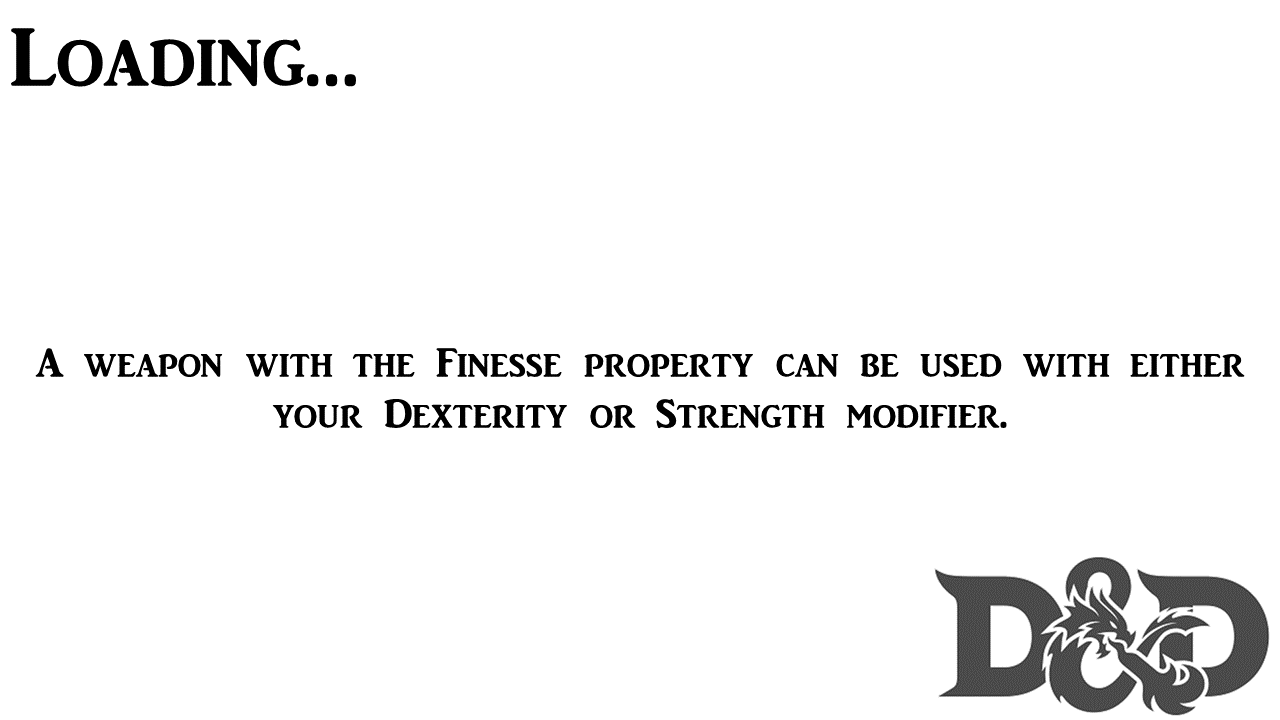 Loading...
A weapon with the Finesse property can be used with either
your Dexterity or Strength modifier.
D&D